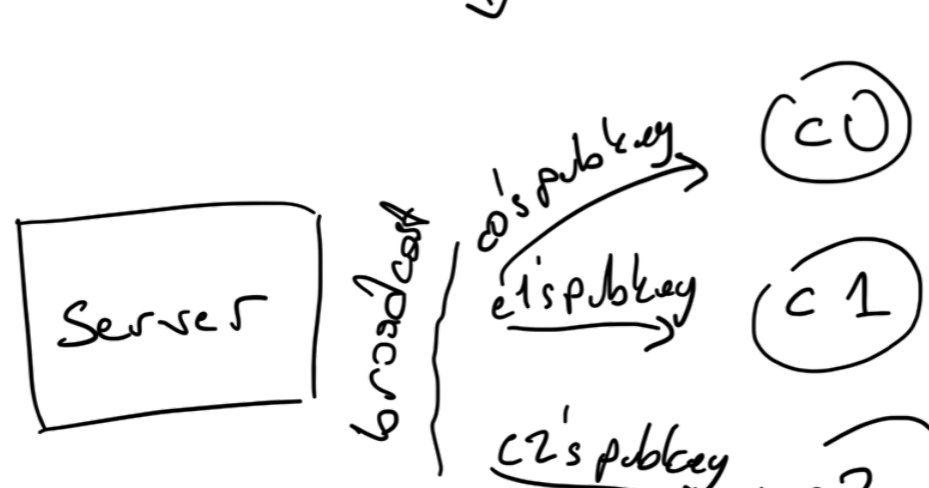 c0's pubkey
c0
Server
broadcast
c1's pubkey
c1
c2's pubkey